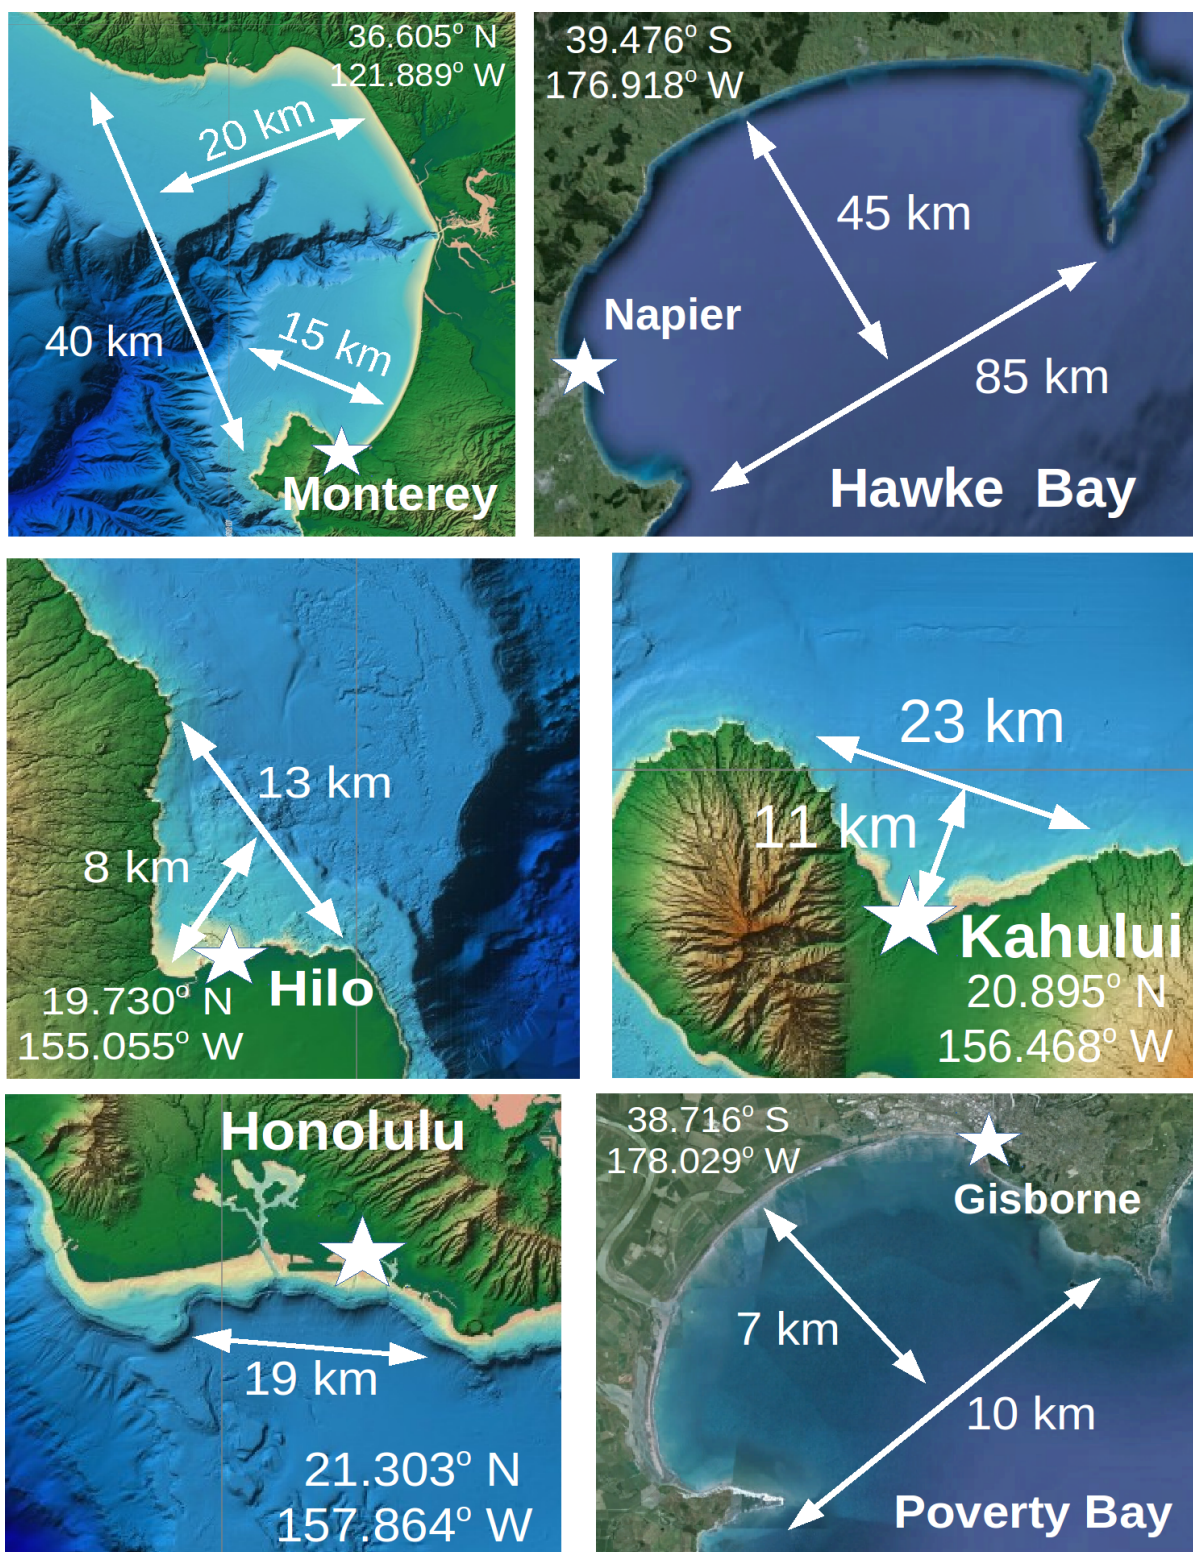 36.605° N
121.889° W
20 km
40 km
15 km
Monterey
39.476° S
176.918° W
45 km
Napier
85 km
Hawke Bay
13 km
8 km
Hilo
19.730° N
155.055° W
23 km
11 km
Kahului
20.895° N
156.468° W
Honolulu
19 km
21.303° N
157.864° W
38.716° S
178.029° W
Gisborne
7 km
10 km
Poverty Bay